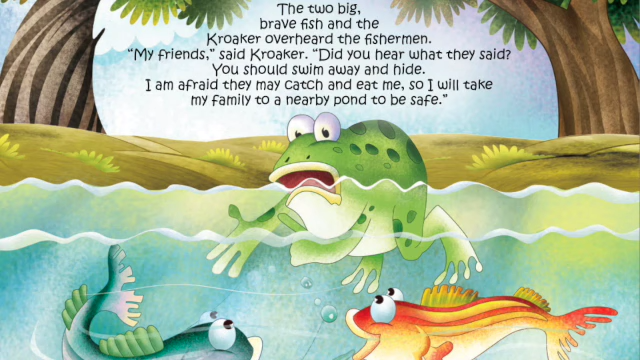 The two big,
brave fish and the
Kroaker overheard the fishermen.
“My friends,” said Kroaker. “Did you hear what they said?
You should swim away and hide.
I am afraid they may catch and eat me, so I will take
my family to a nearby pond to be safe.”